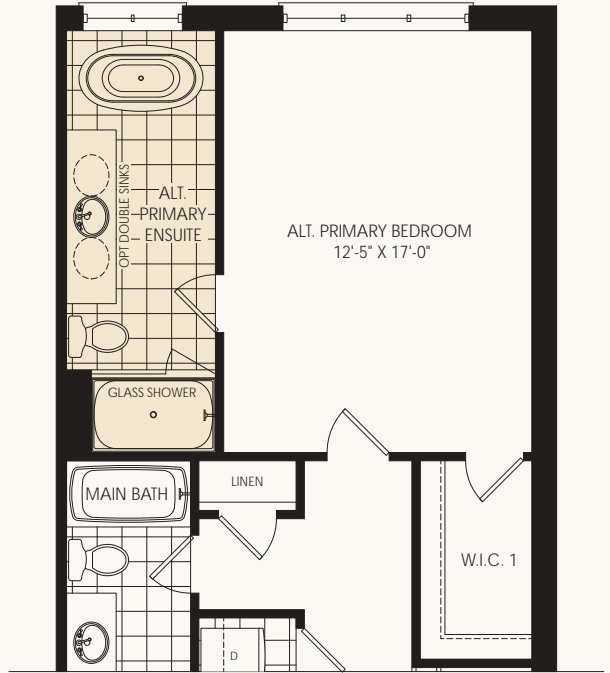 OPT DOUBLE SINKS
ALT.
PRIMARY
ENSUITE
ALT. PRIMARY BEDROOM
12'-5" X 17'-0"
GLASS SHOWER
MAIN BATH
LINEN
W.I.C. 1
D